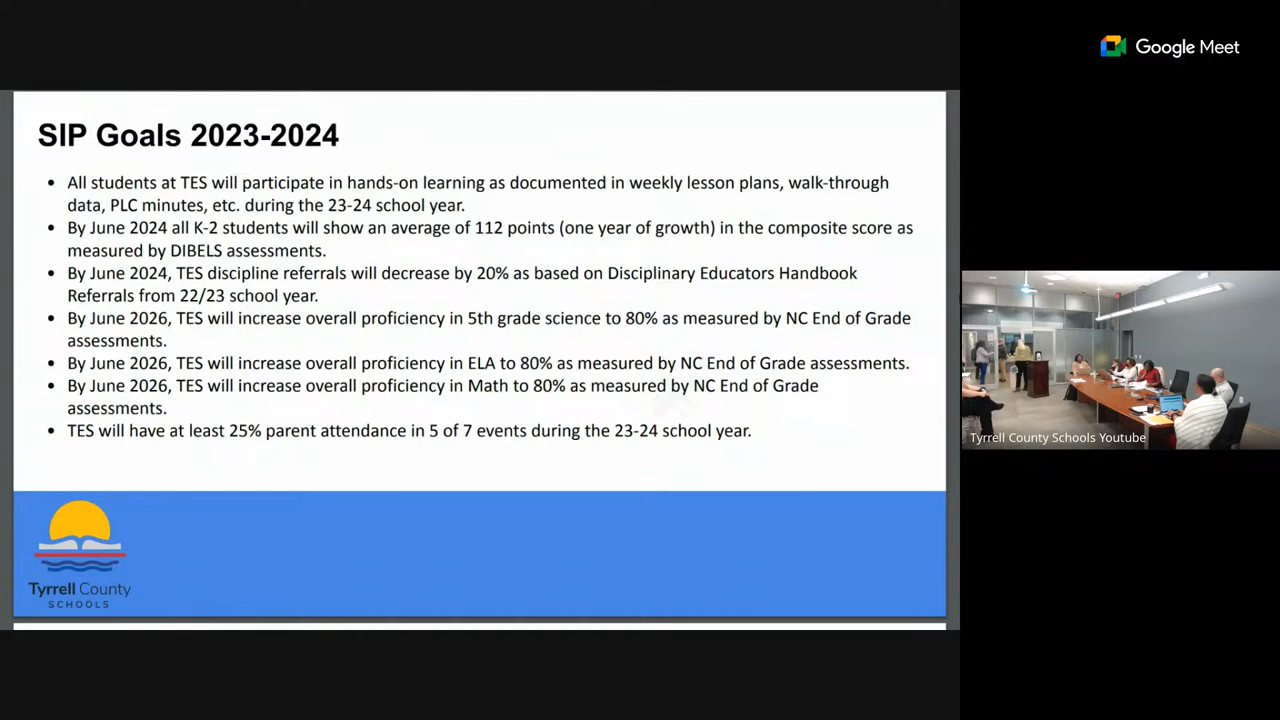 Google Meet
SIP Goals 2023-2024
• All students at TES will participate in hands-on learning as documented in weekly lesson plans, walk-through
data, PLC minutes, etc. during the 23-24 school year.
• By June 2024 all K-2 students will show an average of 112 points (one year of growth) in the composite score as
measured by DIBELS assessments.
• By June 2024, TES discipline referrals will decrease by 20% as based on Disciplinary Educators Handbook
Referrals from 22/23 school year.
• By June 2026, TES will increase overall proficiency in 5th grade science to 80% as measured by NC End of Grade
assessments.
• By June 2026, TES will increase overall proficiency in ELA to 80% as measured by NC End of Grade assessments.
• By June 2026, TES will increase overall proficiency in Math to 80% as measured by NC End of Grade
assessments.
• TES will have at least 25% parent attendance in 5 of 7 events during the 23-24 school year.
Tyrrell County Schools Youtube
Tyrrell County
SCHOOLS